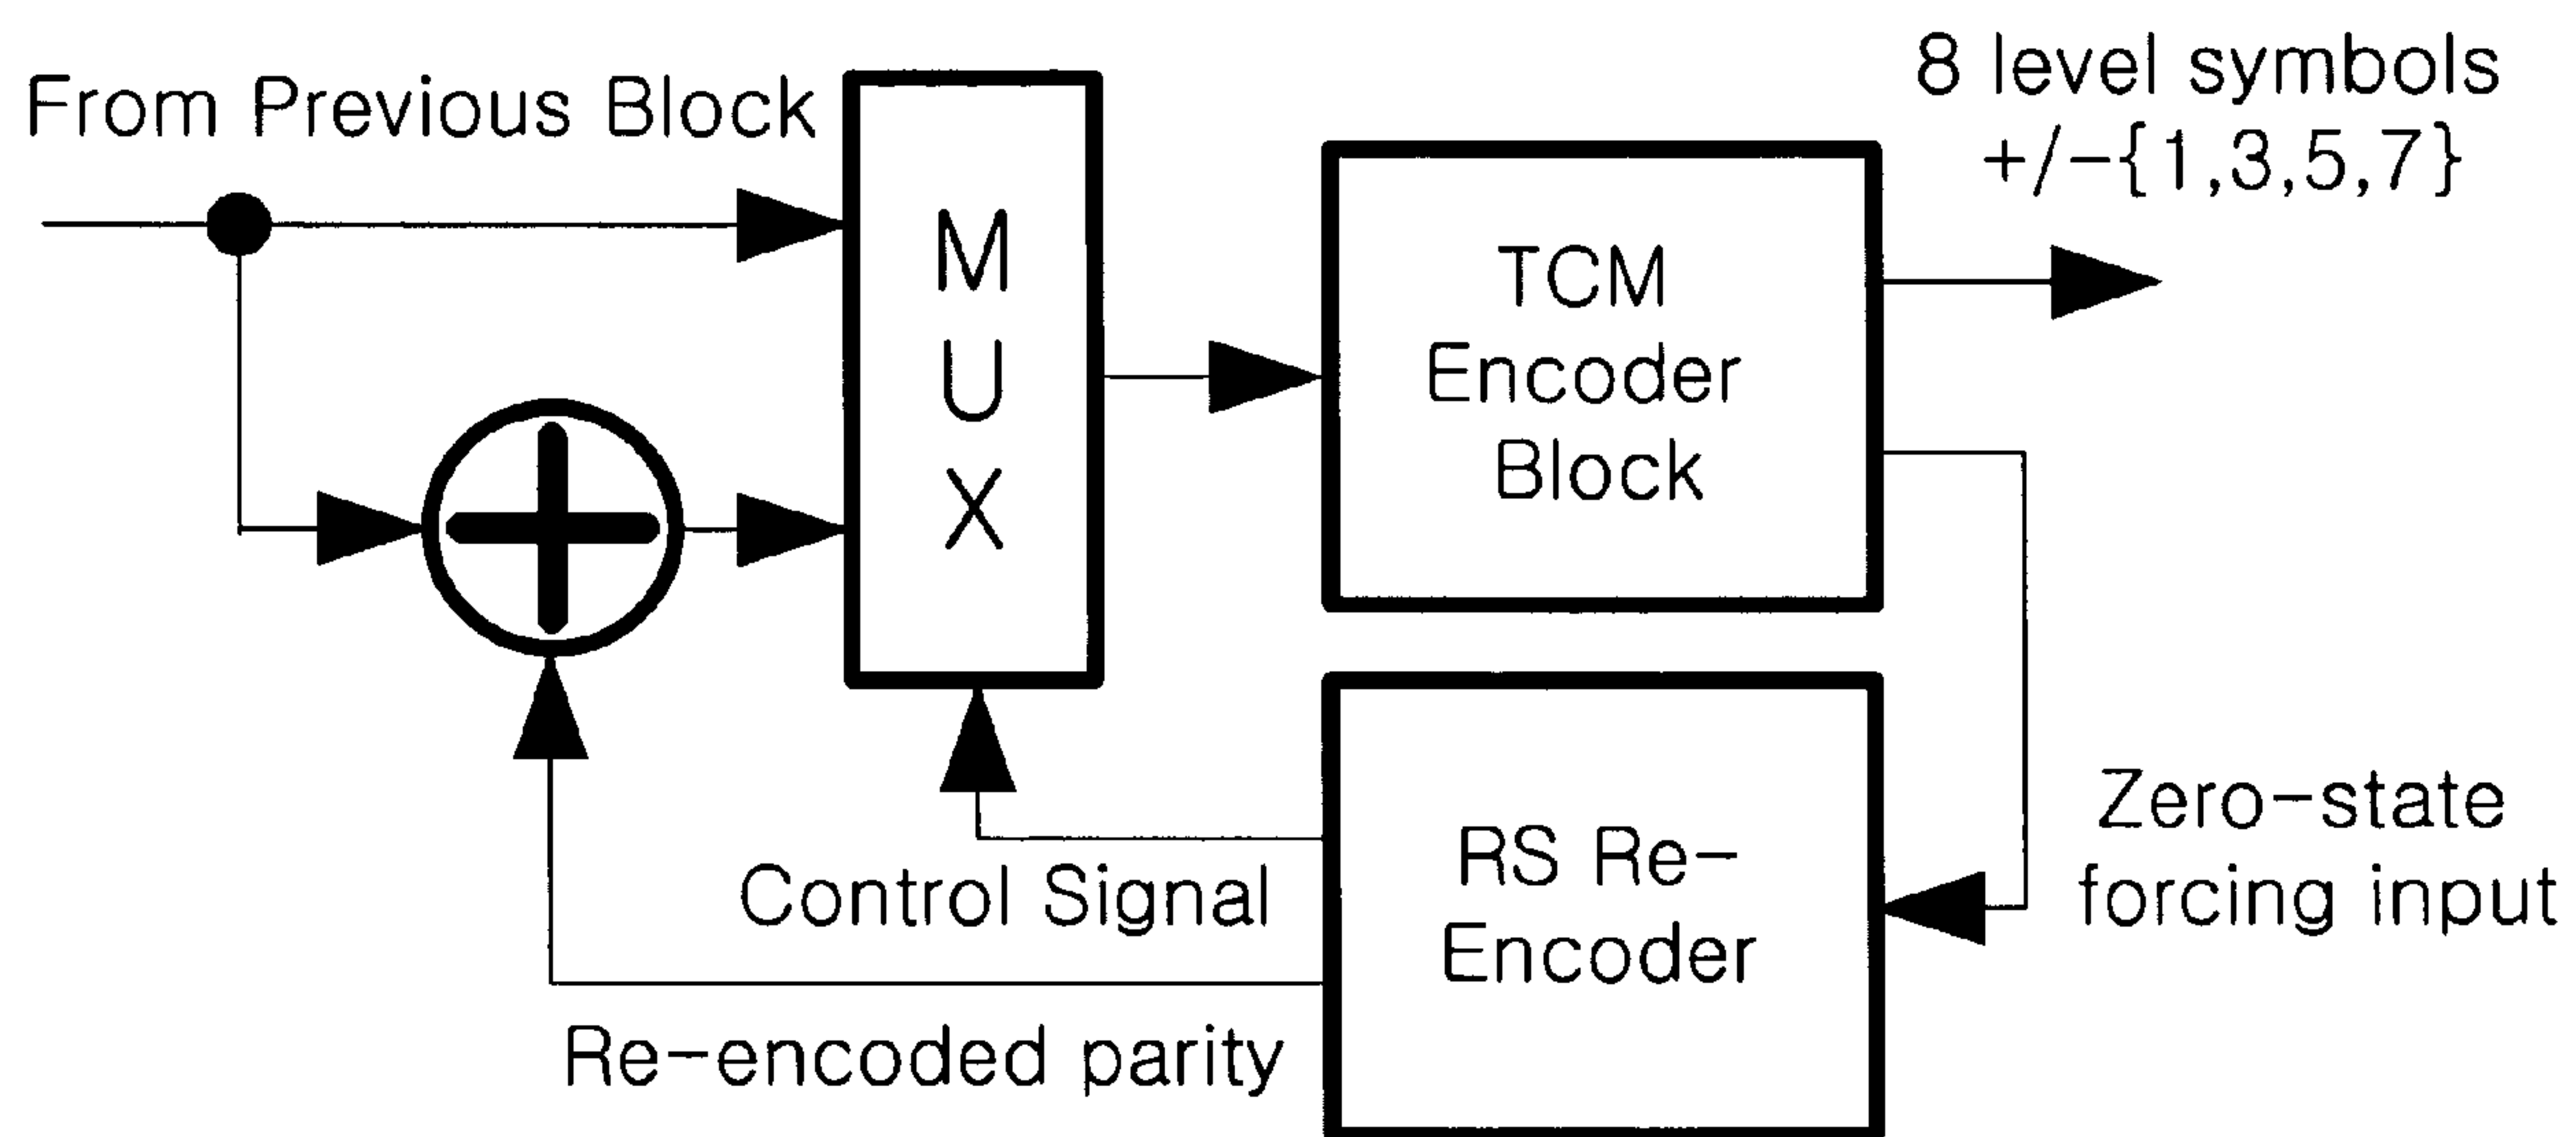 From Previous Block
8 level symbols
+/-{1,3,5,7}
M
U
X
TCM
Encoder
Block
Zero-state
forcing input
Control Signal
RS Re-
Encoder
Re-encoded parity